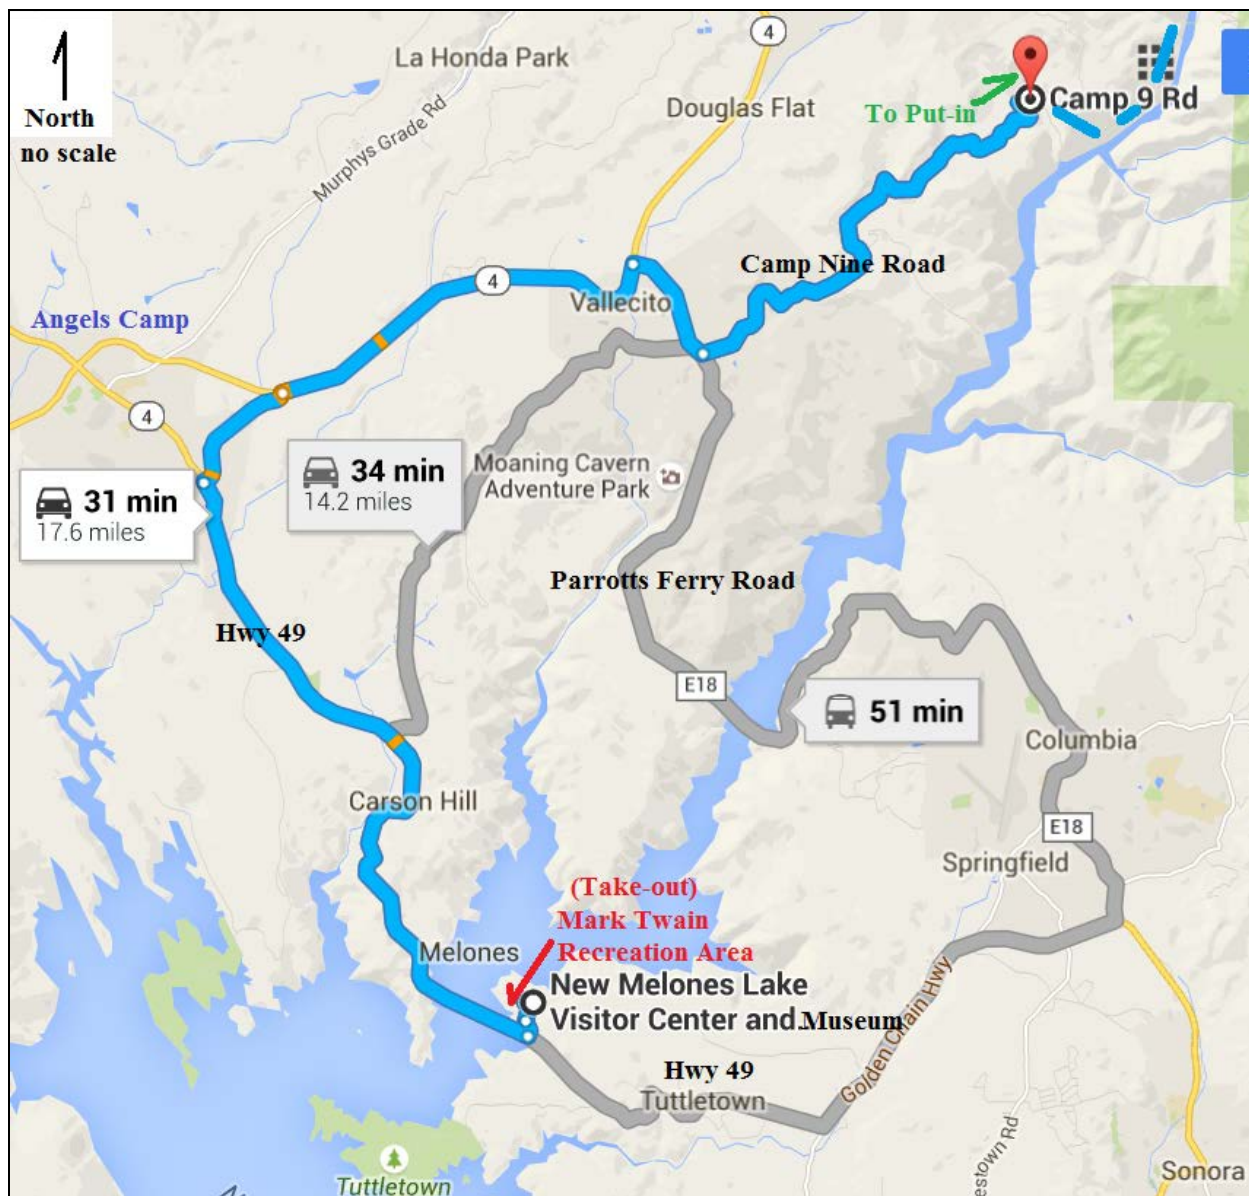 4
La Honda Park
North
no scale
Murphys Grade Rd
Douglas Flat
To Put-in
Camp 9 Rd
Camp Nine Road
4
Vallecito
Angels Camp
4
34 min
14.2 miles
Moaning Cavern
Adventure Park
31 min
17.6 miles
Parrotts Ferry Road
Hwy 49
E18
51 min
Columbia
Carson Hill
E18
Springfield
(Take-out)
Mark Twain
Recreation Area
Melones
New Melones Lake
Visitor Center and
Museum
Golden Chain Hwy
Hwy 49
Tuttletown
estown Rd
Sonora
Tuttletown